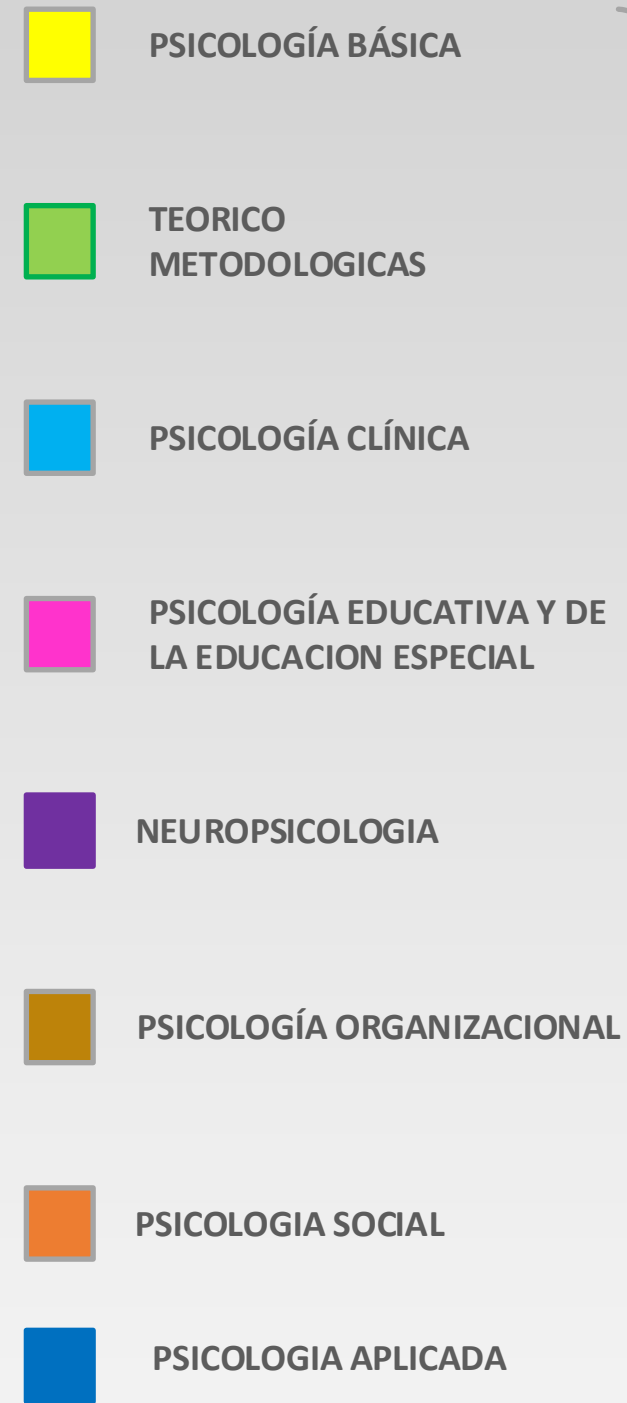 PSICOLOGÍA BÁSICA
TEORICO
METODOLOGICAS
PSICOLOGÍA CLÍNICA
PSICOLOGÍA EDUCATIVA Y DE
LA EDUCACION ESPECIAL
NEUROPSICOLOGIA
PSICOLOGÍA ORGANIZACIONAL
PSICOLOGIA SOCIAL
PSICOLOGIA APLICADA